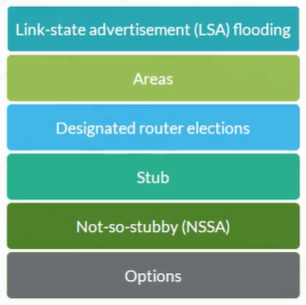 Link-state advertisement (LSA) flooding
Areas
Designated router elections
Stub
Not-so-stubby (NSSA)
Options